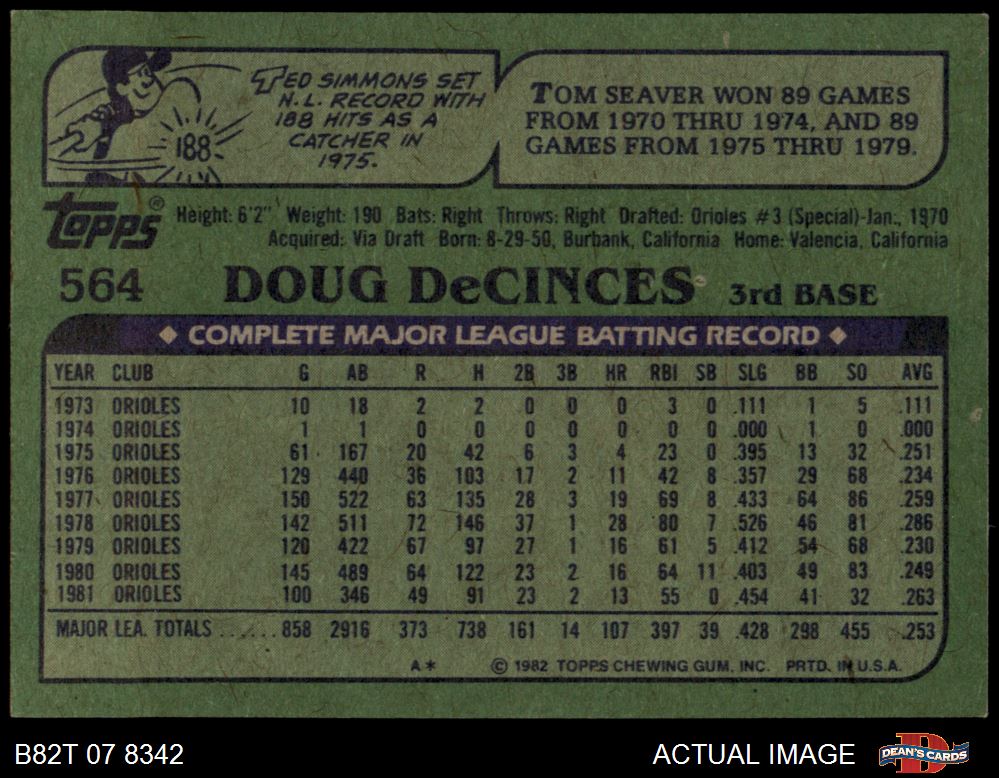 TED SIMMONS SET
N.L. RECORD WITH
188 HITS AS A
CATCHER IN
1975.
188
TOM SEAVER WON 89 GAMES
FROM 1970 THRU 1974, AND 89
GAMES FROM 1975 THRU 1979.
TOPPS®
Height: 6'2" Weight: 190 Bats: Right Throws: Right Drafted: Orioles #3 (Special)-Jan., 1970
Acquired: Via Draft Born: 8-29-50, Burbank, California Home: Valencia, California
564 DOUG DeCINCES 3rd BASE
◆ COMPLETE MAJOR LEAGUE BATTING RECORD ◆
YEAR CLUB G AB R H 2B 3B HR RBI SB SLG BB SO AVG
1973 ORIOLES 10 18 2 2 0 0 0 3 0 .111 1 5 .111
1974 ORIOLES 1 1 0 0 0 0 0 0 0 .000 1 0 .000
1975 ORIOLES 61 167 20 42 6 3 4 23 0 .395 13 32 .251
1976 ORIOLES 129 440 36 103 17 2 11 42 8 .357 29 68 .234
1977 ORIOLES 150 522 63 135 28 3 19 69 8 .433 64 86 .259
1978 ORIOLES 142 511 72 146 37 1 28 80 7 .526 46 81 .286
1979 ORIOLES 120 422 67 97 27 1 16 61 5 .412 54 68 .230
1980 ORIOLES 145 489 64 122 23 2 16 64 11 .403 49 83 .249
1981 ORIOLES 100 346 49 91 23 2 13 55 0 .454 41 32 .263
MAJOR LEA. TOTALS ...... 858 2916 373 738 161 14 107 397 39 .428 298 455 .253
A* © 1982 TOPPS CHEWING GUM, INC. PRTD. IN U.S.A.
B82T 07 8342 ACTUAL IMAGE DEAN'S CARDS